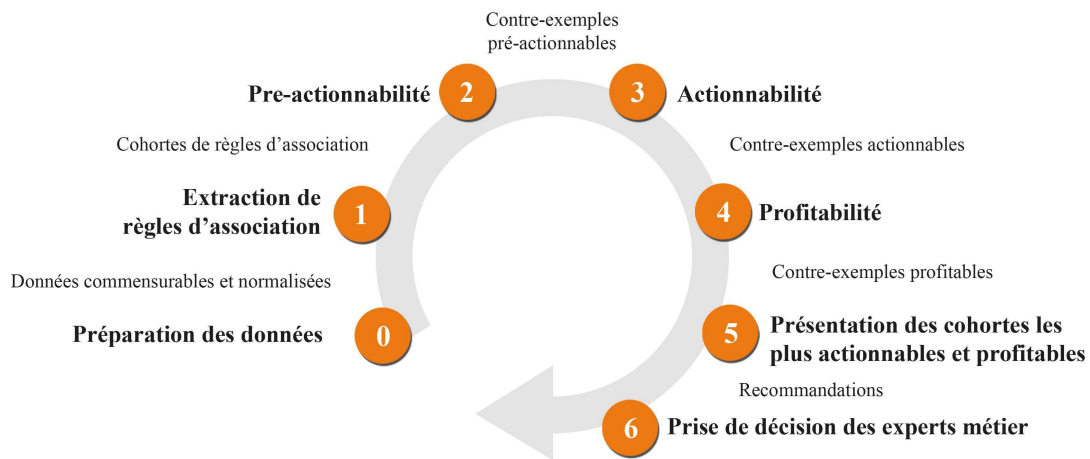 Contre-exemples
pré-actionnables
Pre-actionnabilité
2
3
Actionnabilité
Cohortes de règles d'association
Contre-exemples actionnables
Extraction de
règles d'association
1
4
Profitabilité
Données commensurables et normalisées
Contre-exemples profitables
Préparation des données
0
5
Présentation des cohortes les
plus actionnables et profitables
Recommandations
6
Prise de décision des experts métier